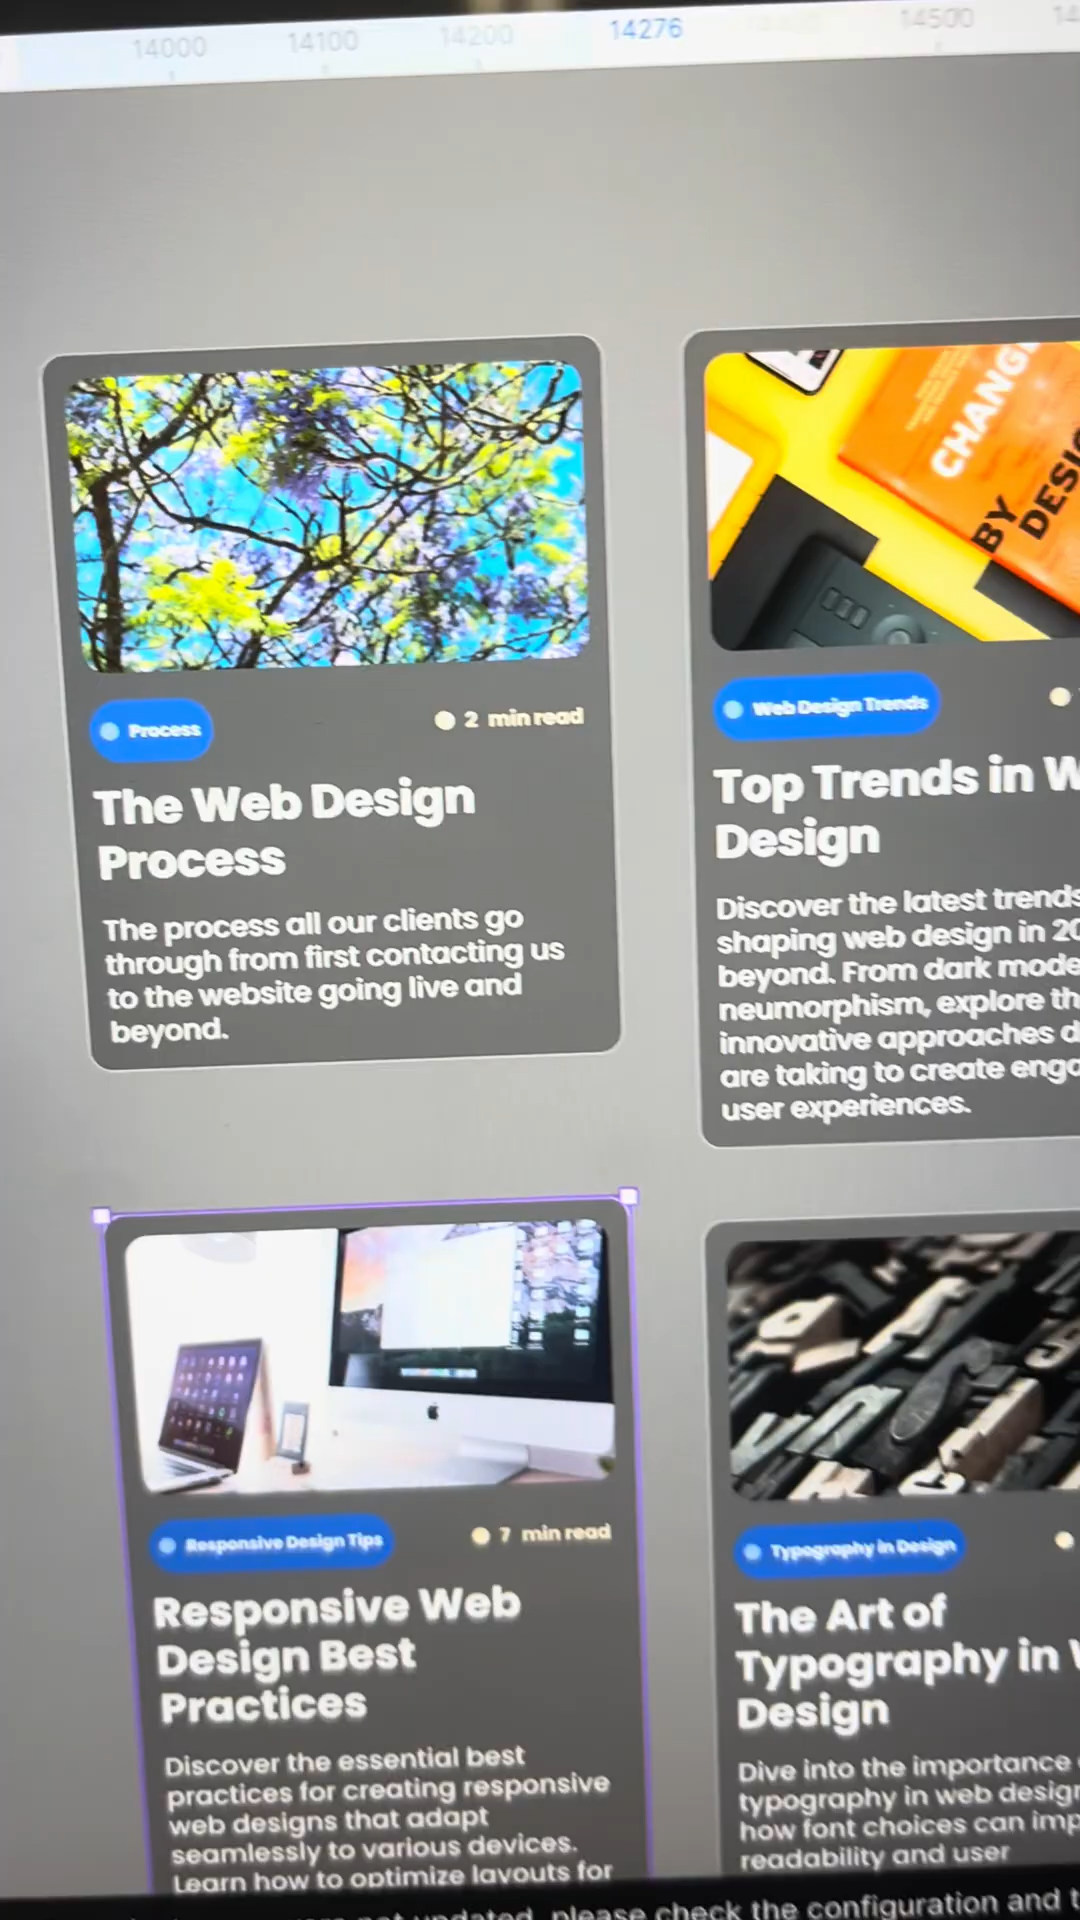 14000 14100 14200 14276 14500
CHANG
BY
DESIG
Process
2 min read
The Web Design
Process
The process all our clients go
through from first contacting us
to the website going live and
beyond.
Web Design Trends
Top Trends in W
Design
Discover the latest trends
shaping web design in 20
beyond. From dark mode
neumorphism, explore th
innovative approaches d
are taking to create enga
user experiences.
Responsive Design Tips
7 min read
Responsive Web
Design Best
Practices
Discover the essential best
practices for creating responsive
web designs that adapt
seamlessly to various devices.
Learn how to optimize layouts for
Typography in Design
The Art of
Typography in W
Design
Dive into the importance
typography in web design
how font choices can imp
readability and user
not updated, please check the configuration and t